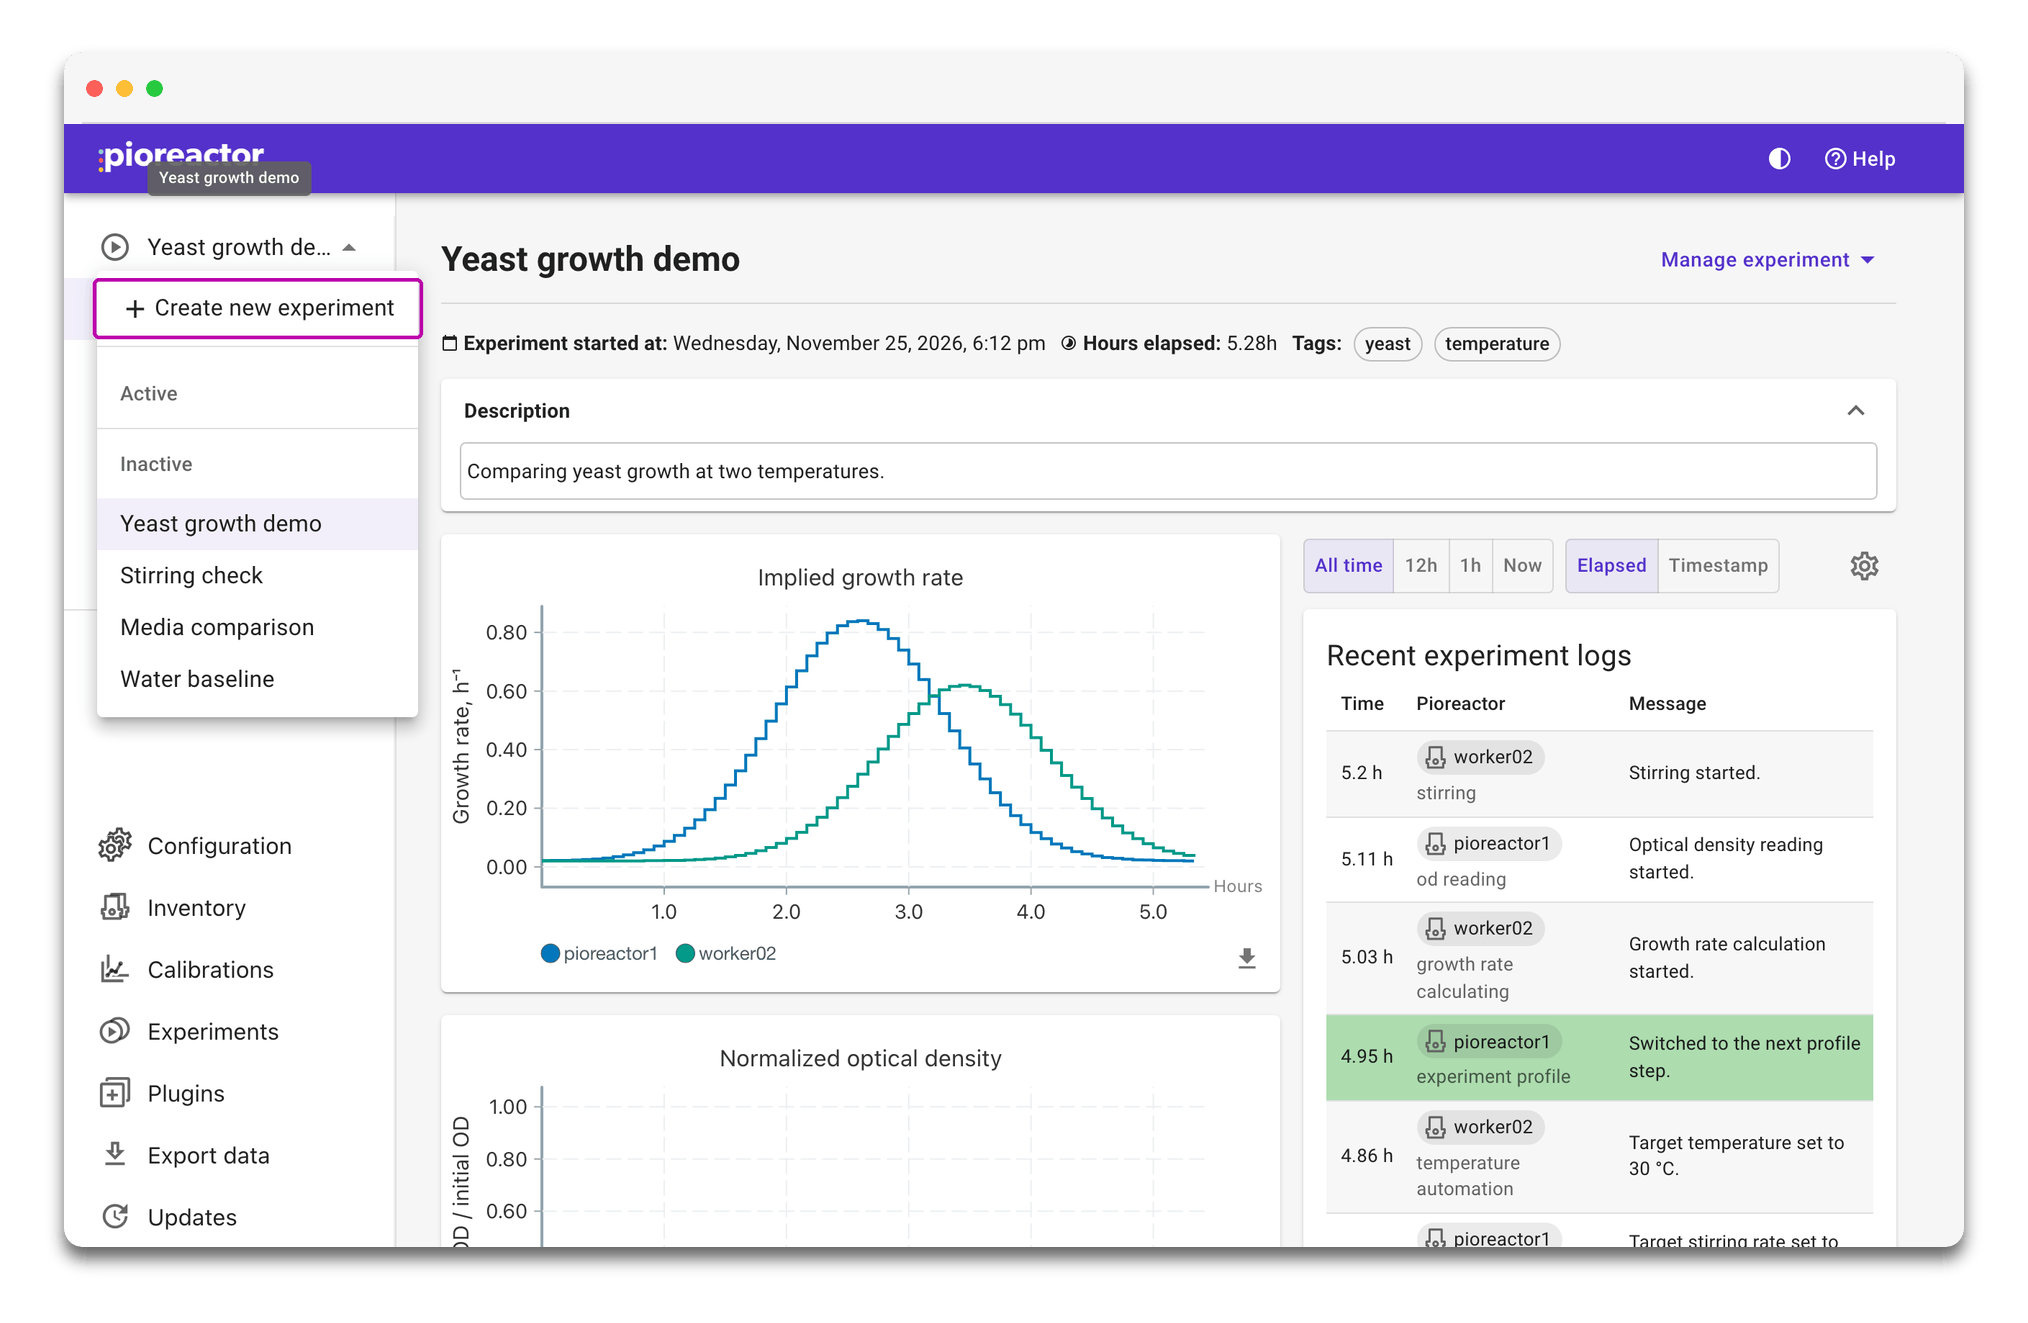 pioreactor
Yeast growth demo
Help
Yeast growth de...
Create new experiment
Active
Inactive
Yeast growth demo
Stirring check
Media comparison
Water baseline
Configuration
Inventory
Calibrations
Experiments
Plugins
Export data
Updates
Yeast growth demo
Manage experiment
Experiment started at: Wednesday, November 25, 2026, 6:12 pm Hours elapsed: 5.28h Tags: yeast temperature
Description
Comparing yeast growth at two temperatures.
Implied growth rate
Growth rate, h⁻¹
0.80
0.60
0.40
0.20
0.00
1.0 2.0 3.0 4.0 5.0
Hours
pioreactor1 worker02
Normalized optical density
OD / initial OD
1.00
0.80
0.60
All time 12h 1h Now Elapsed Timestamp
Recent experiment logs
Time Pioreactor Message
5.2 h worker02 Stirring started.
stirring
5.11 h pioreactor1 Optical density reading
od reading started.
5.03 h worker02 Growth rate calculation
growth rate started.
calculating
4.95 h pioreactor1 Switched to the next profile
experiment profile step.
4.86 h worker02 Target temperature set to
temperature 30 °C.
automation
pioreactor1 Target stirring rate set to